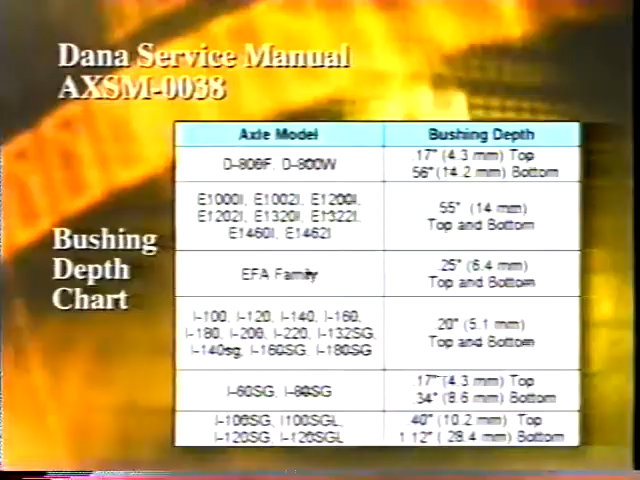 Dana Service Manual
AXSM-0038
Bushing
Depth
Chart
Axle Model
Bushing Depth
D-800F, D-800W
.17" (4.3 mm) Top
56" (14.2 mm) Bottom
E1000I, E1002I, E1200I,
E1202I, E1320I, E1322I,
E1460I, E1462I
55" (14 mm)
Top and Bottom
EFA Family
.25" (6.4 mm)
Top and Bottom
I-100, I-120, I-140, I-160,
I-180, I-200, I-220, I-132SG,
I-140sg, I-160SG, I-180SG
20" (5.1 mm)
Top and Bottom
I-60SG, I-80SG
.17" (4.3 mm) Top
.34" (8.6 mm) Bottom
I-100SG, I100SGL,
I-120SG, I-120SGL
40" (10.2 mm) Top
1.12" ( 28.4 mm) Bottom